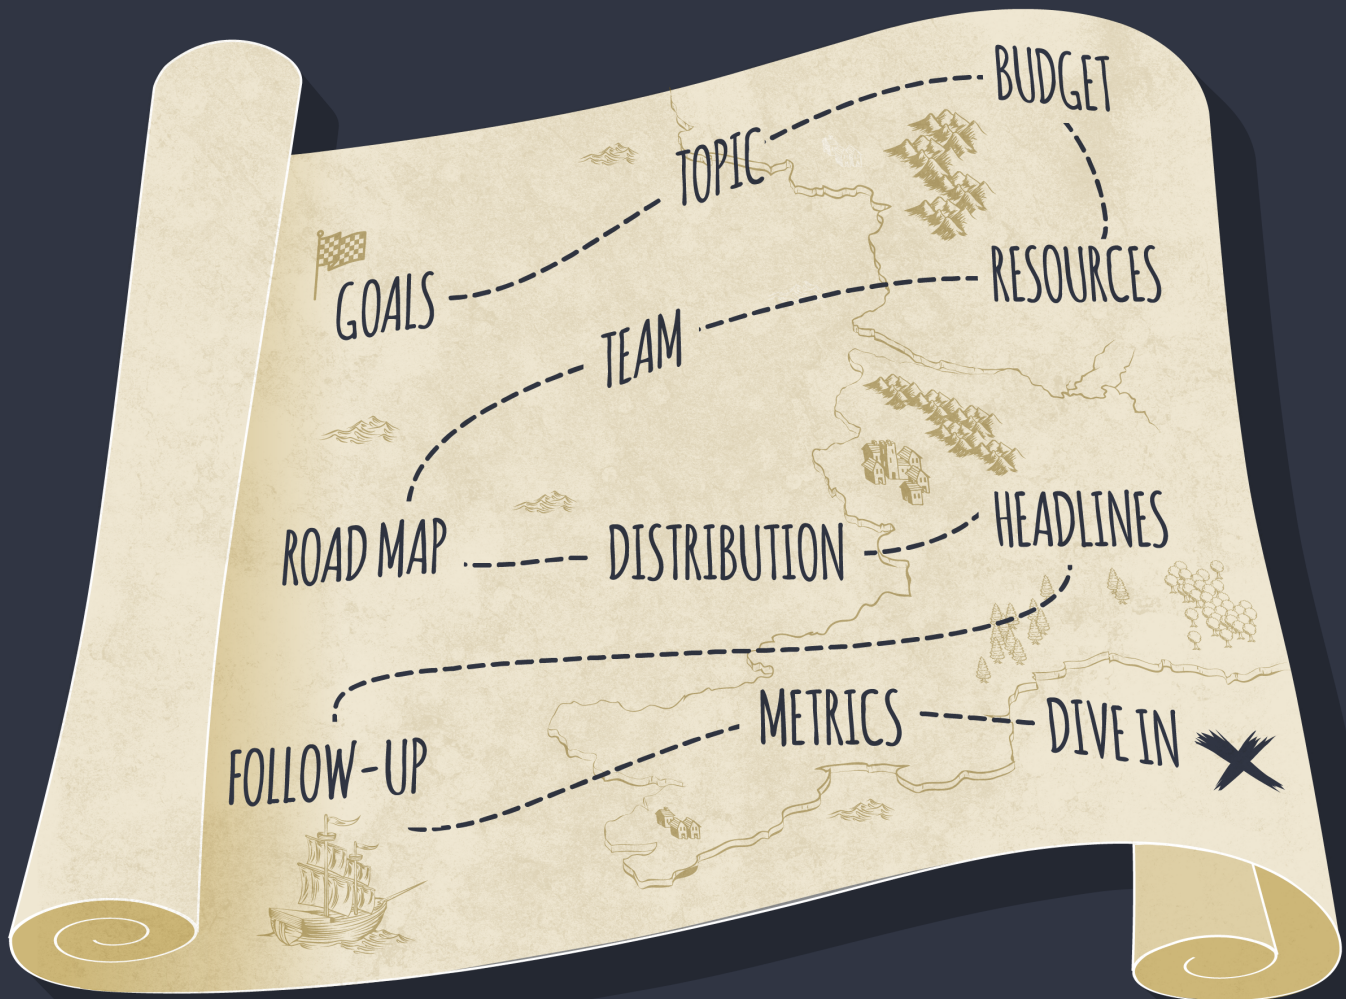 GOALS
TOPIC
BUDGET
RESOURCES
TEAM
ROAD MAP
DISTRIBUTION
HEADLINES
FOLLOW-UP
METRICS
DIVE IN